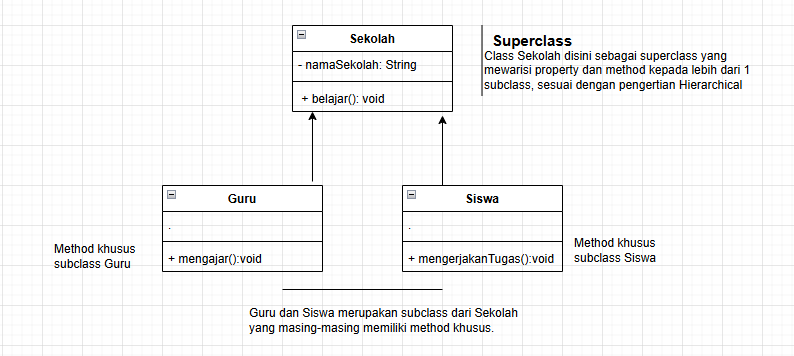 Sekolah
- namaSekolah: String
+ belajar(): void
Superclass
Class Sekolah disini sebagai superclass yang
mewarisi property dan method kepada lebih dari 1
subclass, sesuai dengan pengertian Hierarchical
Guru
.
+ mengajar():void
Siswa
.
+ mengerjakanTugas():void
Method khusus
subclass Guru
Method khusus
subclass Siswa
Guru dan Siswa merupakan subclass dari Sekolah
yang masing-masing memiliki method khusus.